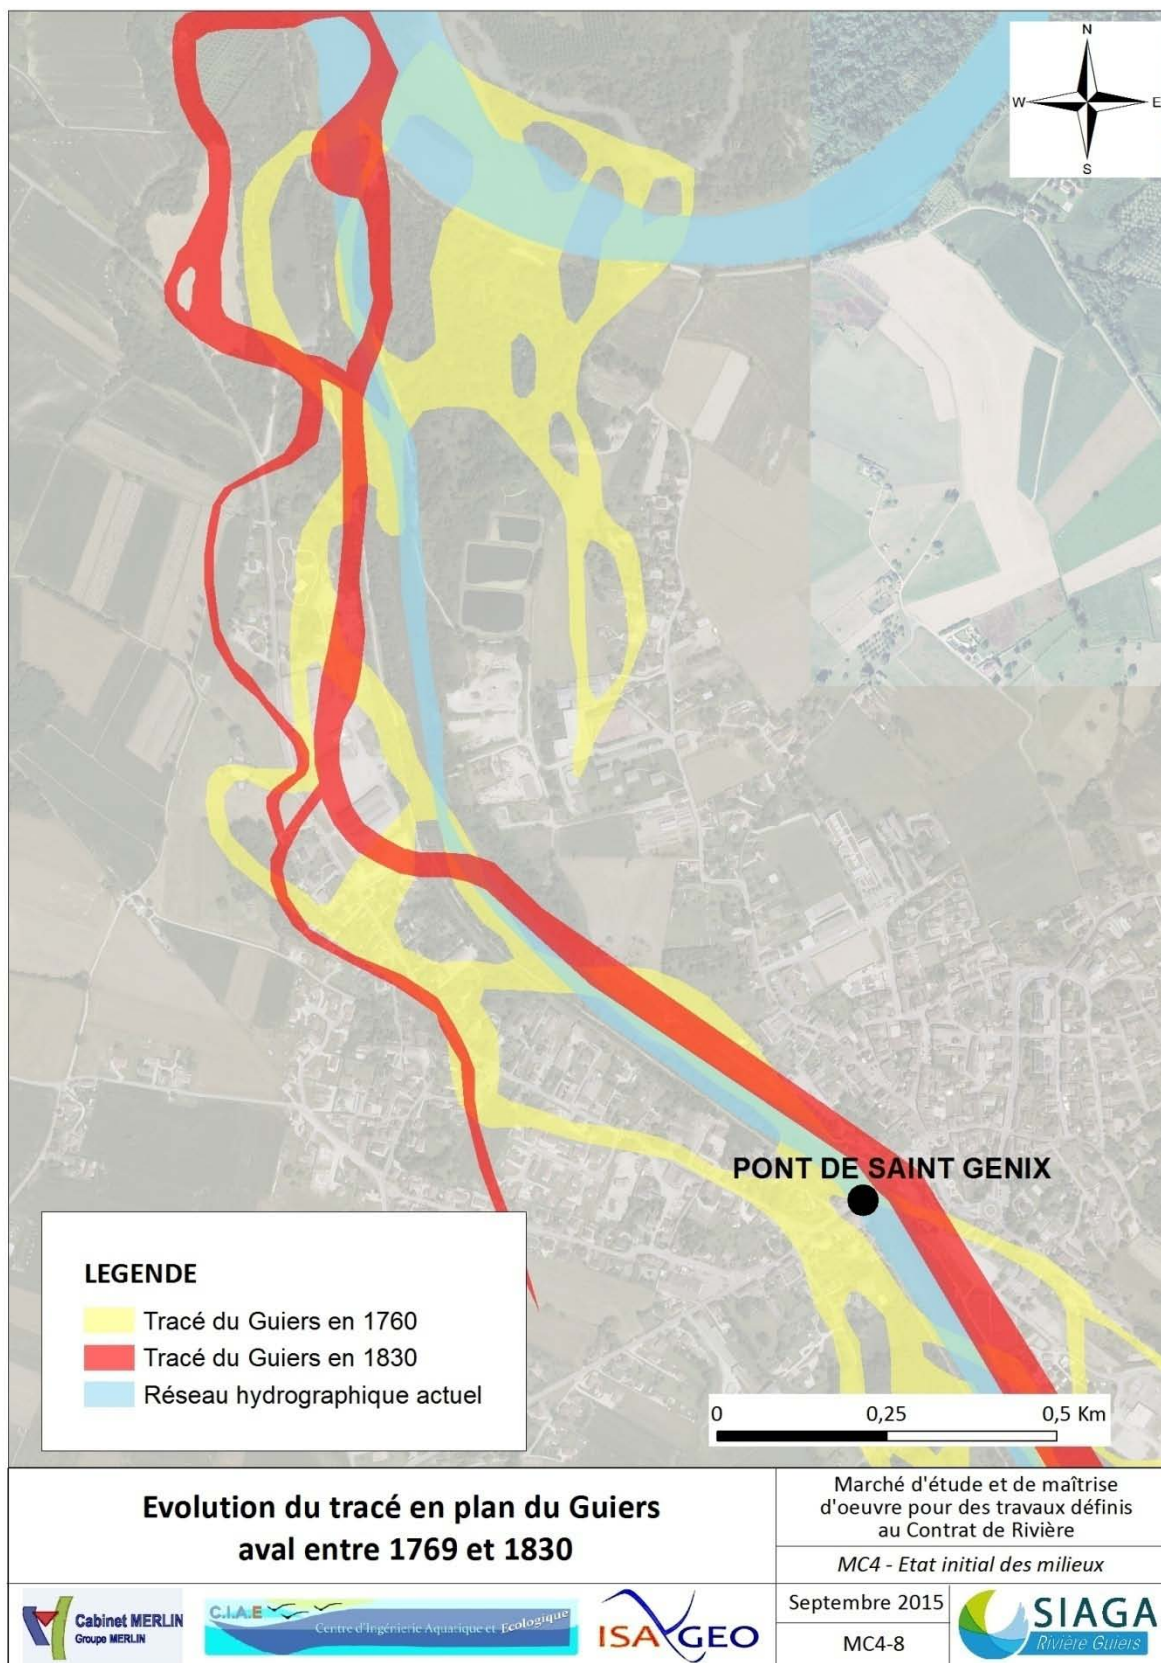 N
W E
S
PONT DE SAINT GENIX
LEGENDE
Tracé du Guiers en 1760
Tracé du Guiers en 1830
Réseau hydrographique actuel
0 0,25 0,5 Km
Evolution du tracé en plan du Guiers
aval entre 1769 et 1830
Marché d'étude et de maîtrise
d'oeuvre pour des travaux définis
au Contrat de Rivière
MC4 - Etat initial des milieux
Septembre 2015
MC4-8
Cabinet MERLIN
Groupe MERLIN
C.I.A.E
Centre d'Ingénierie Aquatique et Ecologique
ISA GEO
SIAGA
Rivière Guiers